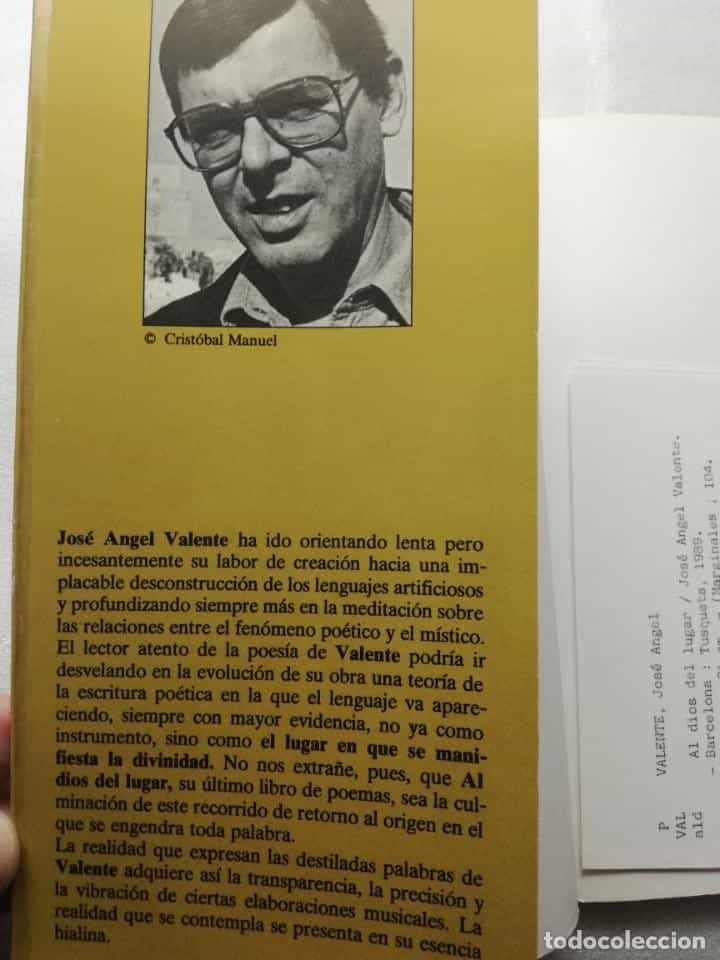 © Cristóbal Manuel
José Angel Valente ha ido orientando lenta pero
incesantemente su labor de creación hacia una im-
placable desconstrucción de los lenguajes artificiosos
y profundizando siempre más en la meditación sobre
las relaciones entre el fenómeno poético y el místico.
El lector atento de la poesía de Valente podría ir
desvelando en la evolución de su obra una teoría de
la escritura poética en la que el lenguaje va apare-
ciendo, siempre con mayor evidencia, no ya como
instrumento, sino como el lugar en que se mani-
fiesta la divinidad. No nos extrañe, pues, que Al
dios del lugar, su último libro de poemas, sea la cul-
minación de este recorrido de retorno al origen en el
que se engendra toda palabra.
La realidad que expresan las destiladas palabras de
Valente adquiere así la transparencia, la precisión y
la vibración de ciertas elaboraciones musicales. La
realidad que se contempla se presenta en su esencia
hialina.
P
VAL
ald
VALENTE, José Angel
Al dios del lugar / José Angel Valente.
- Barcelona : Tusquets, 1989.
(Marginales ; 104.
todocoleccion